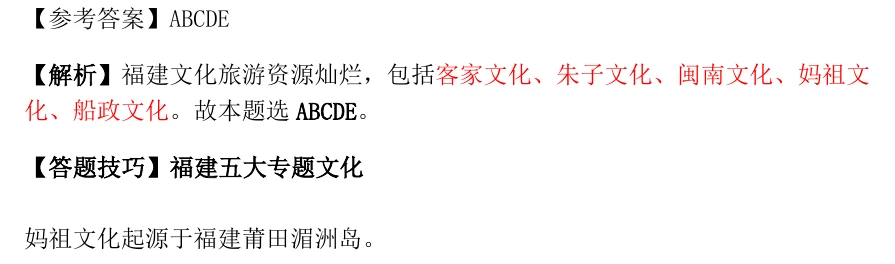 【参考答案】ABCDE
【解析】福建文化旅游资源灿烂，包括客家文化、朱子文化、闽南文化、妈祖文
化、船政文化。故本题选 ABCDE。
【答题技巧】福建五大专题文化
妈祖文化起源于福建莆田湄洲岛。